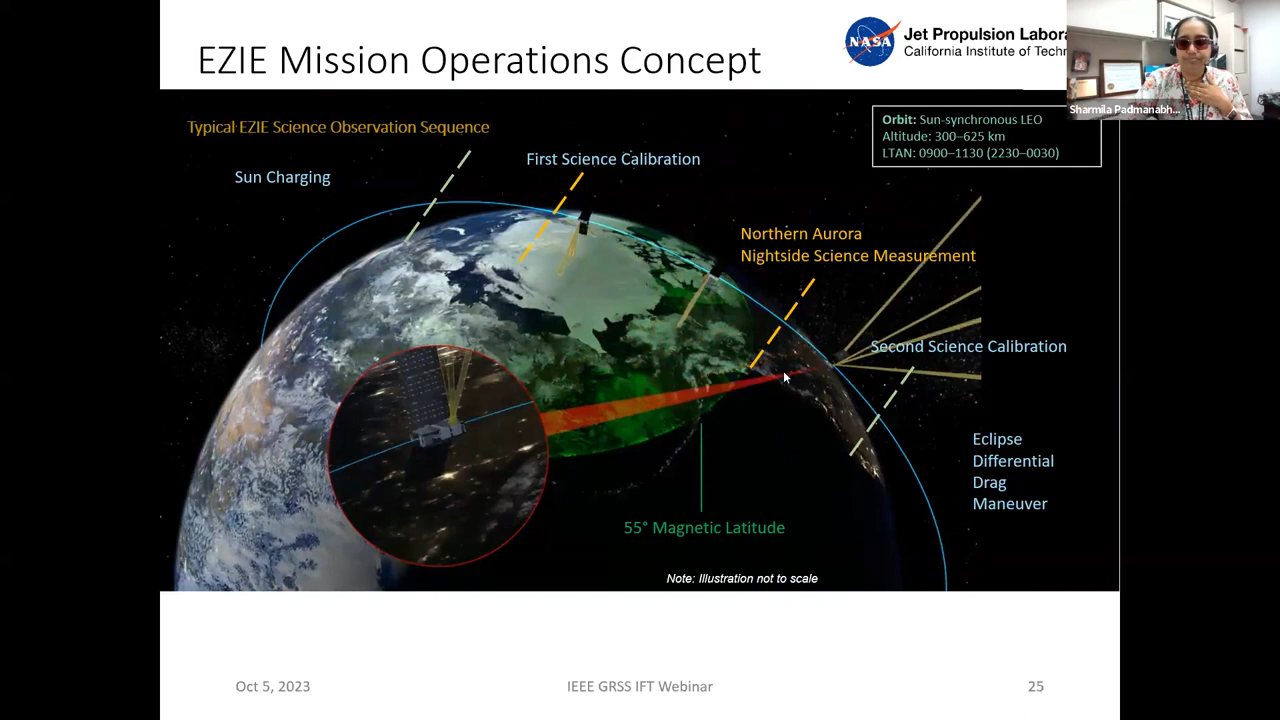 EZIE Mission Operations Concept
NASA
Jet Propulsion Labora
California Institute of Techn
Sharmila Padmanabh...
Typical EZIE Science Observation Sequence
Orbit: Sun-synchronous LEO
Altitude: 300–625 km
LTAN: 0900–1130 (2230–0030)
First Science Calibration
Sun Charging
Northern Aurora
Nightside Science Measurement
Second Science Calibration
Eclipse
Differential
Drag
Maneuver
55° Magnetic Latitude
Note: Illustration not to scale
Oct 5, 2023
IEEE GRSS IFT Webinar
25